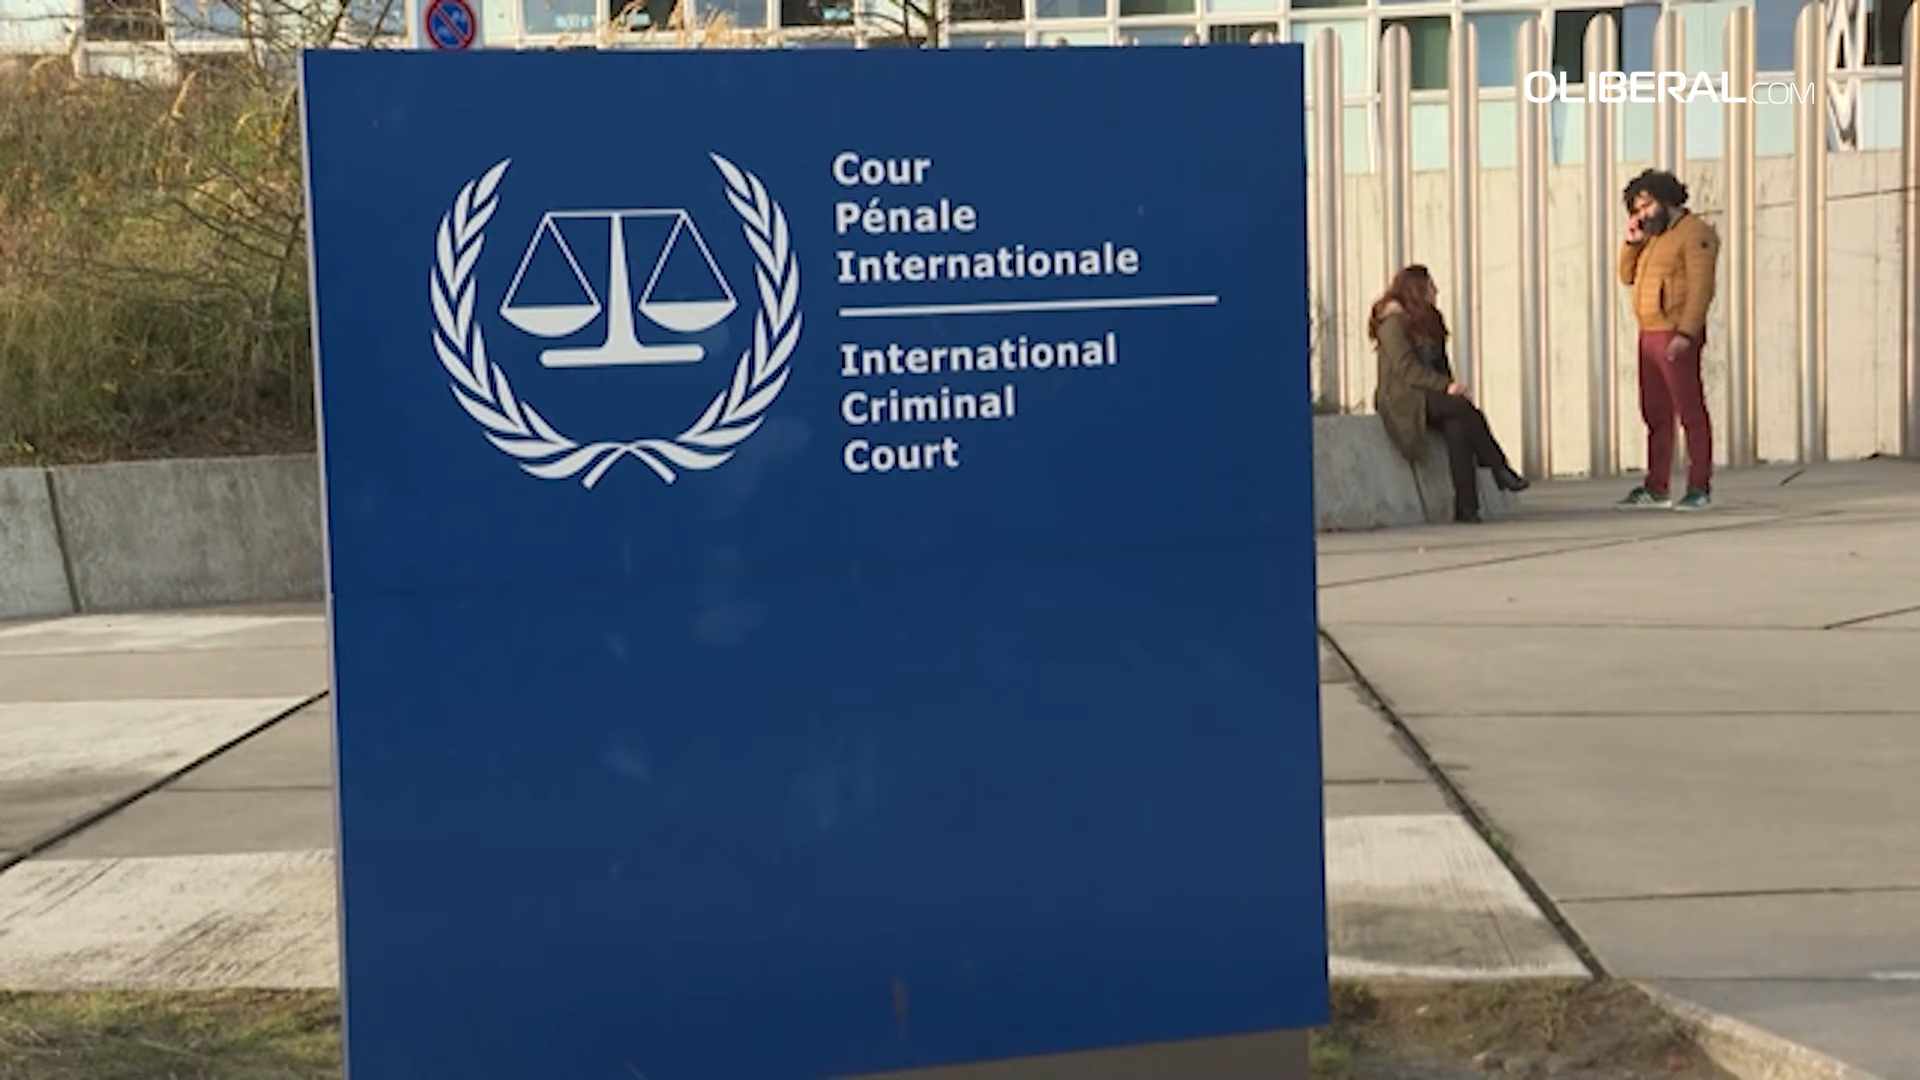 OLIBERAL.COM
Cour
Pénale
Internationale
International
Criminal
Court